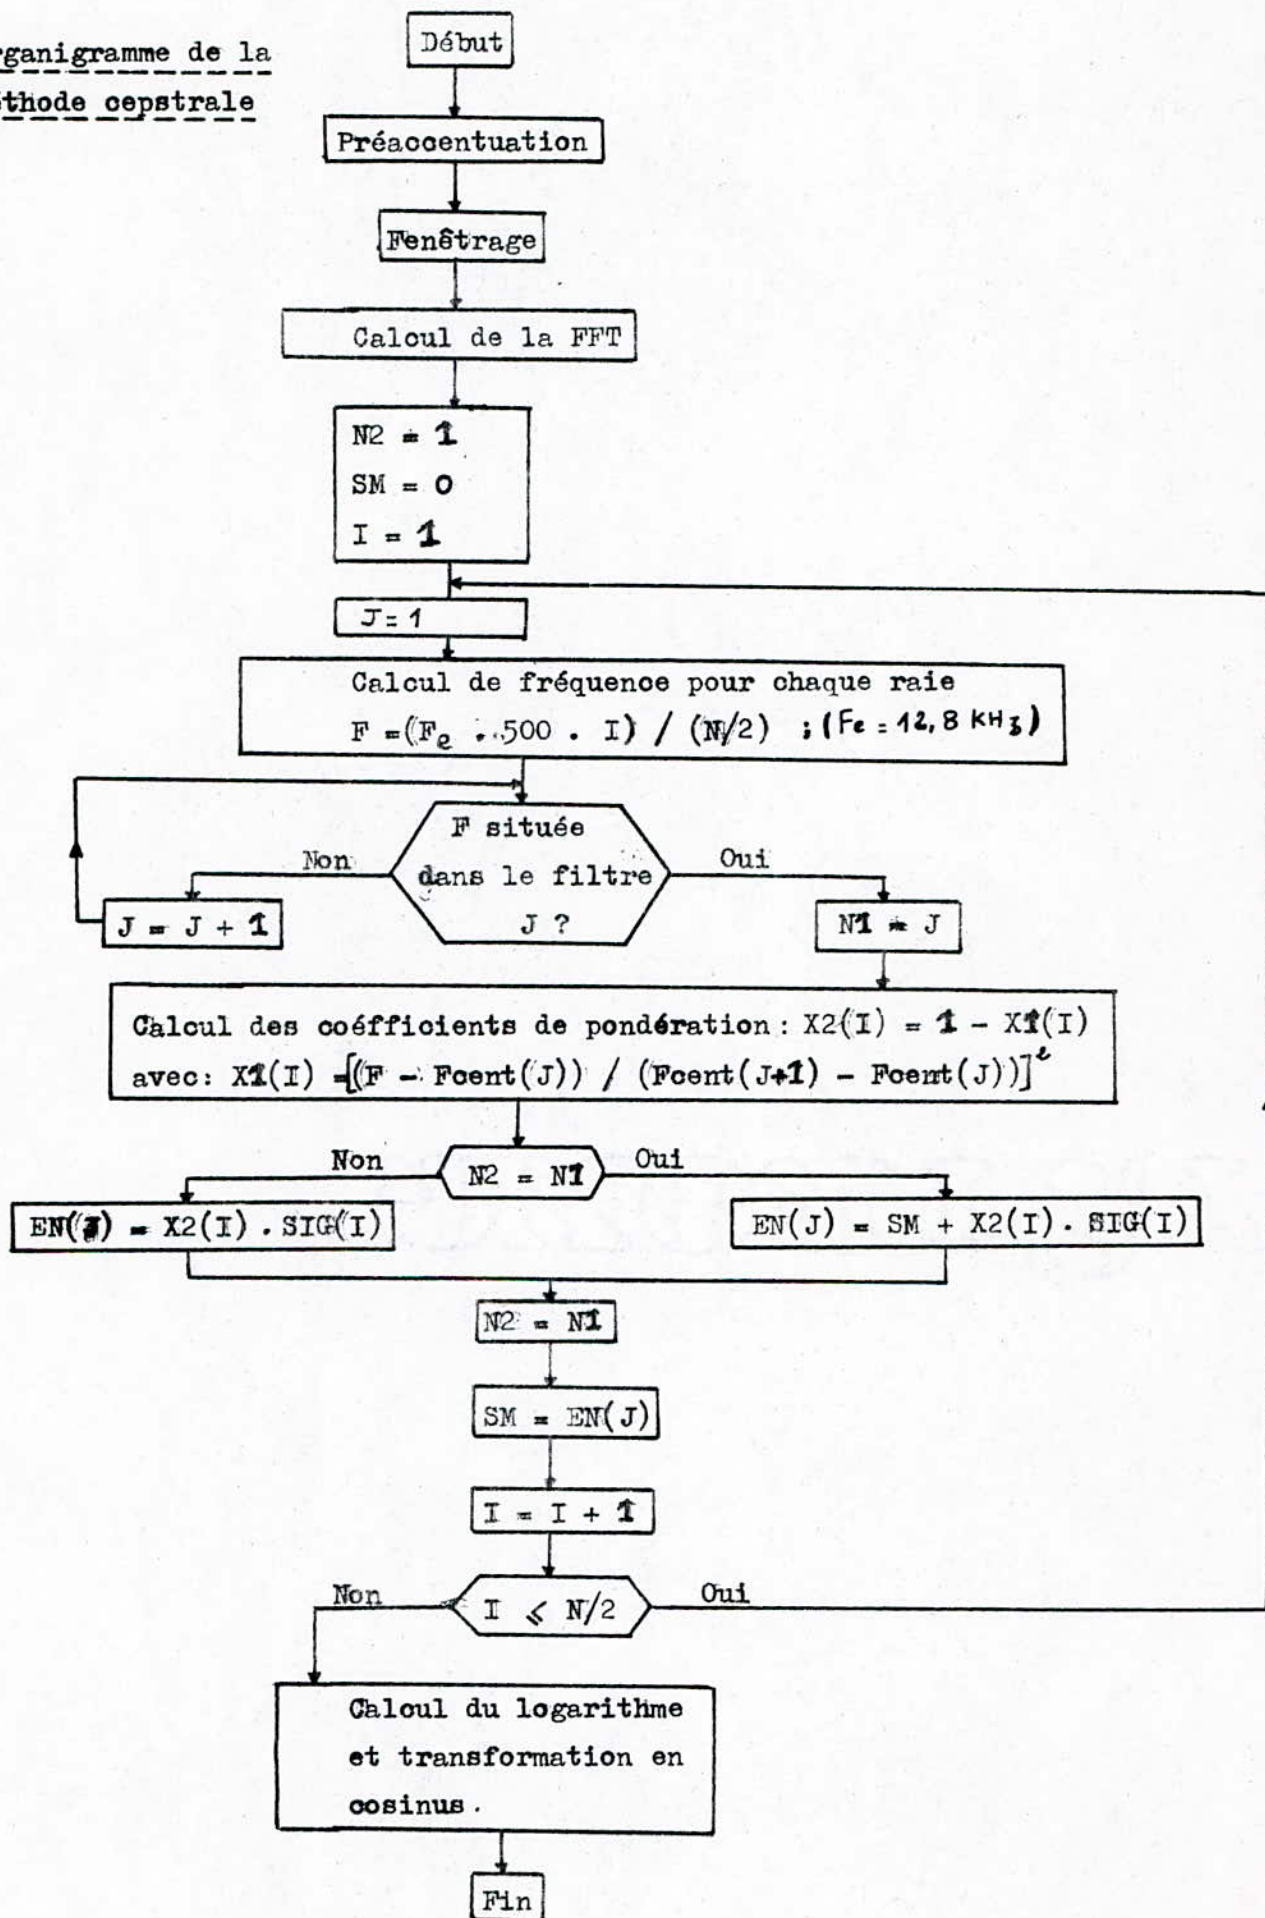 rganigramme de la
thode cepstrale
Début
Préaccentuation
Fenêtrage
Calcul de la FFT
N2 = 1
SM = 0
I = 1
J = 1
Calcul de fréquence pour chaque raie
F = (Fe . 500 . I) / (N/2) ; (Fe = 12,8 KHz)
F située
dans le filtre
J ?
Non
Oui
J = J + 1
N1 = J
Calcul des coéfficients de pondération : X2(I) = 1 - X1(I)
avec: X1(I) = [(F - Fcent(J)) / (Fcent(J+1) - Fcent(J))]
Non
N2 = N1
Oui
EN(J) = X2(I) . SIG(I)
EN(J) = SM + X2(I) . SIG(I)
N2 = N1
SM = EN(J)
I = I + 1
Non
I ⩽ N/2
Oui
Calcul du logarithme
et transformation en
cosinus.
Fin